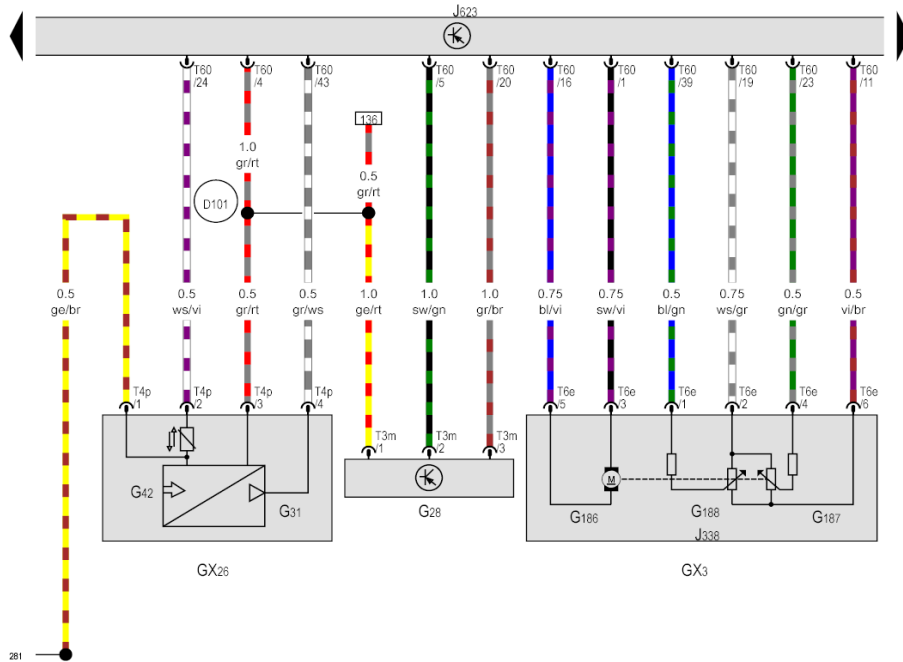 J623
T60 T60 T60 T60 T60 T60 T60 T60 T60 T60 T60
/24 /4 /43 /5 /20 /16 /1 /39 /19 /23 /11
136
1.0
gr/rt
0.5
gr/rt
D101
0.5 0.5 0.5 0.5 1.0 1.0 1.0 0.75 0.75 0.5 0.75 0.5 0.5
ge/br ws/vi gr/rt gr/ws ge/rt sw/gn gr/br bl/vi sw/vi bl/gn ws/gr gn/gr vi/br
T4p T4p T4p T4p T6e T6e T6e T6e T6e T6e
/1 /2 /3 /4 /5 /3 /1 /2 /4 /6
T3m T3m T3m
/1 /2 /3
M
G42 G31 G28 G186 G188 G187
J338
GX26 GX3
281